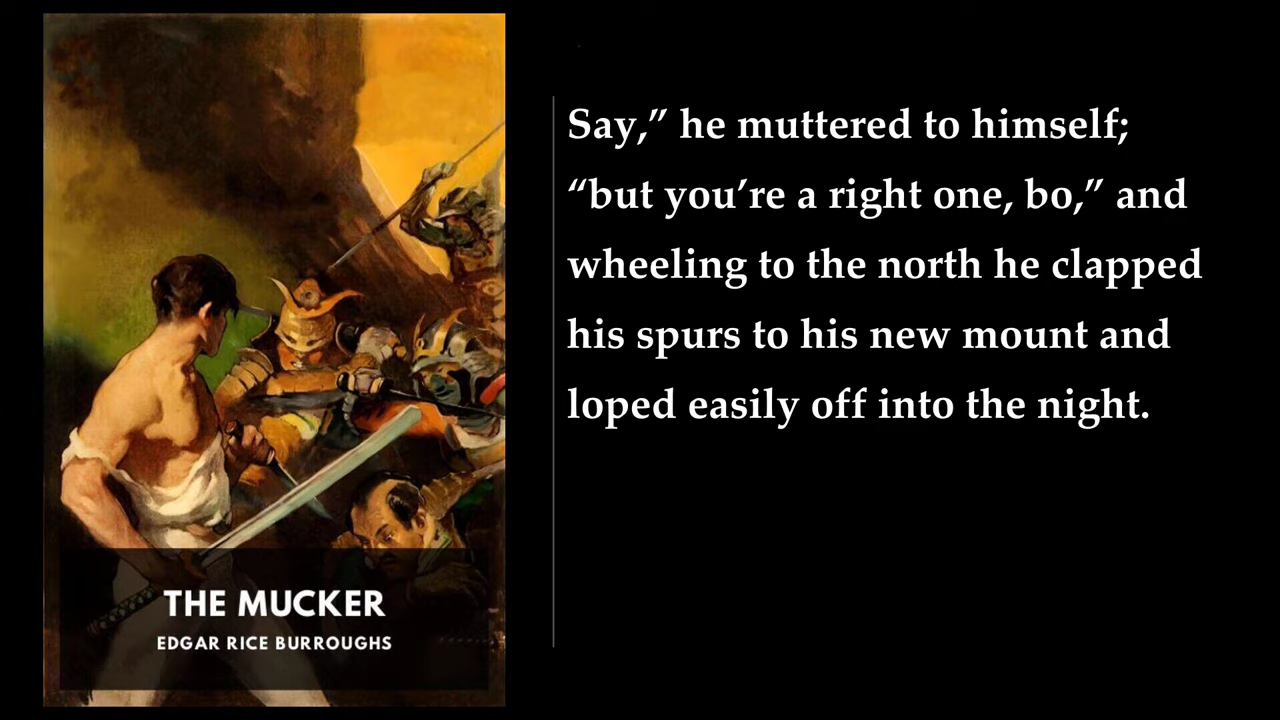 Say,” he muttered to himself;
“but you’re a right one, bo,” and
wheeling to the north he clapped
his spurs to his new mount and
loped easily off into the night.
THE MUCKER
EDGAR RICE BURROUGHS